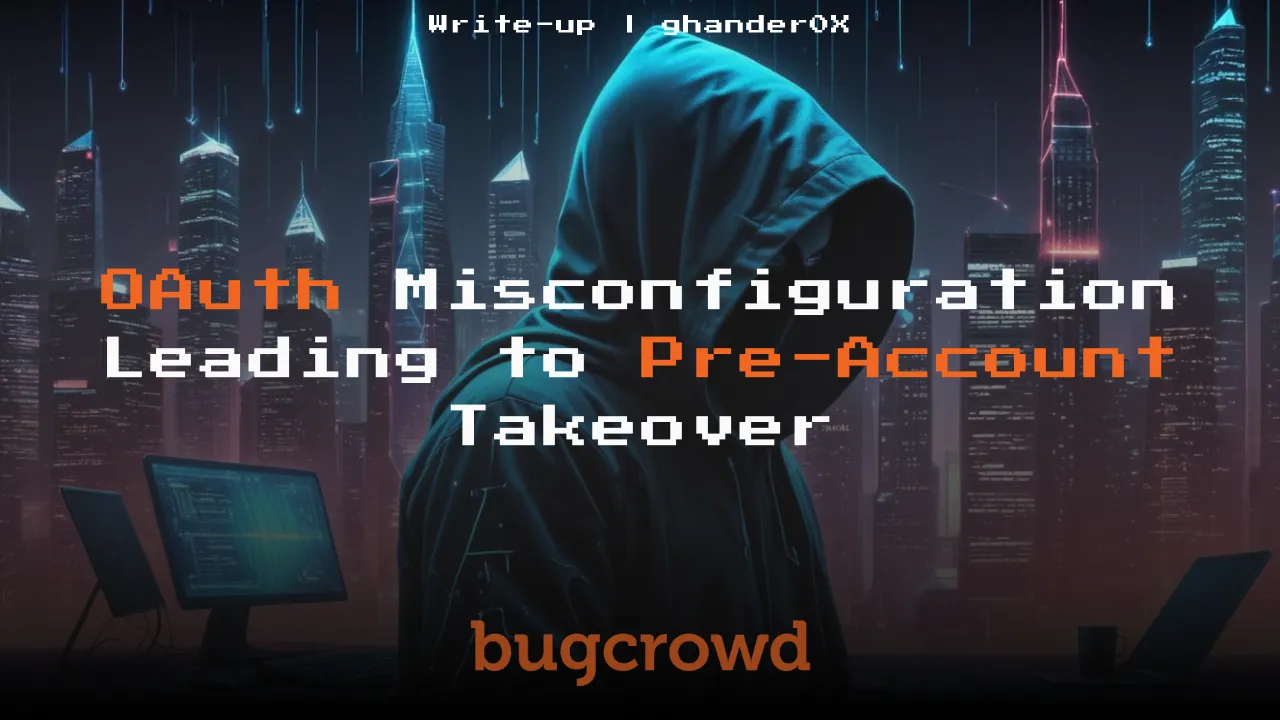 Write-up | ghander0X
OAuth Misconfiguration
Leading to Pre-Account
Takeover
bugcrowd